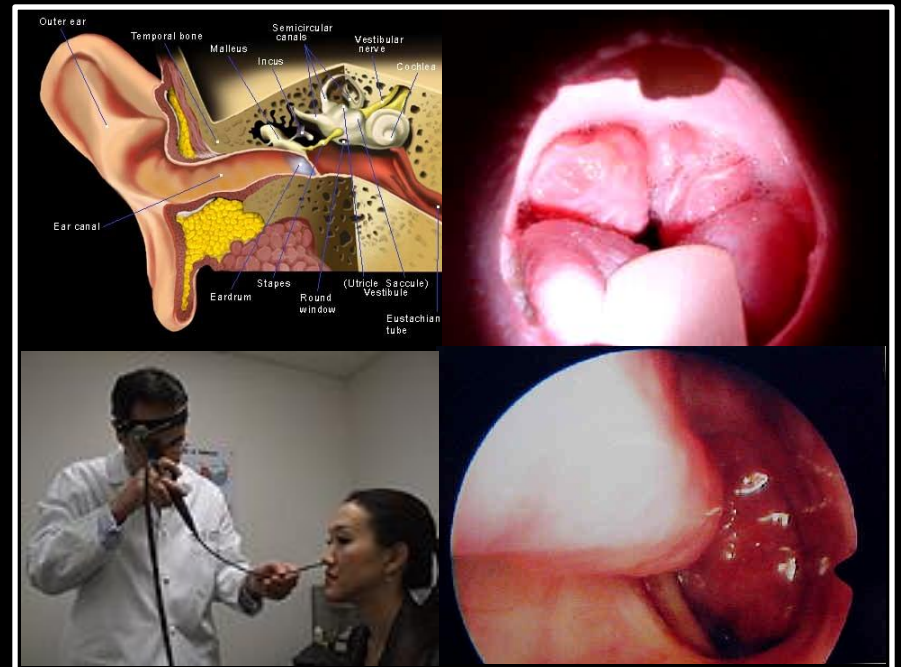 Outer ear
Temporal bone
Malleus
Incus
Semicircular
canals
Vestibular
nerve
Cochlea
Ear canal
Stapes
Eardrum
Round
window
(Utricle Saccule)
Vestibule
Eustachian
tube